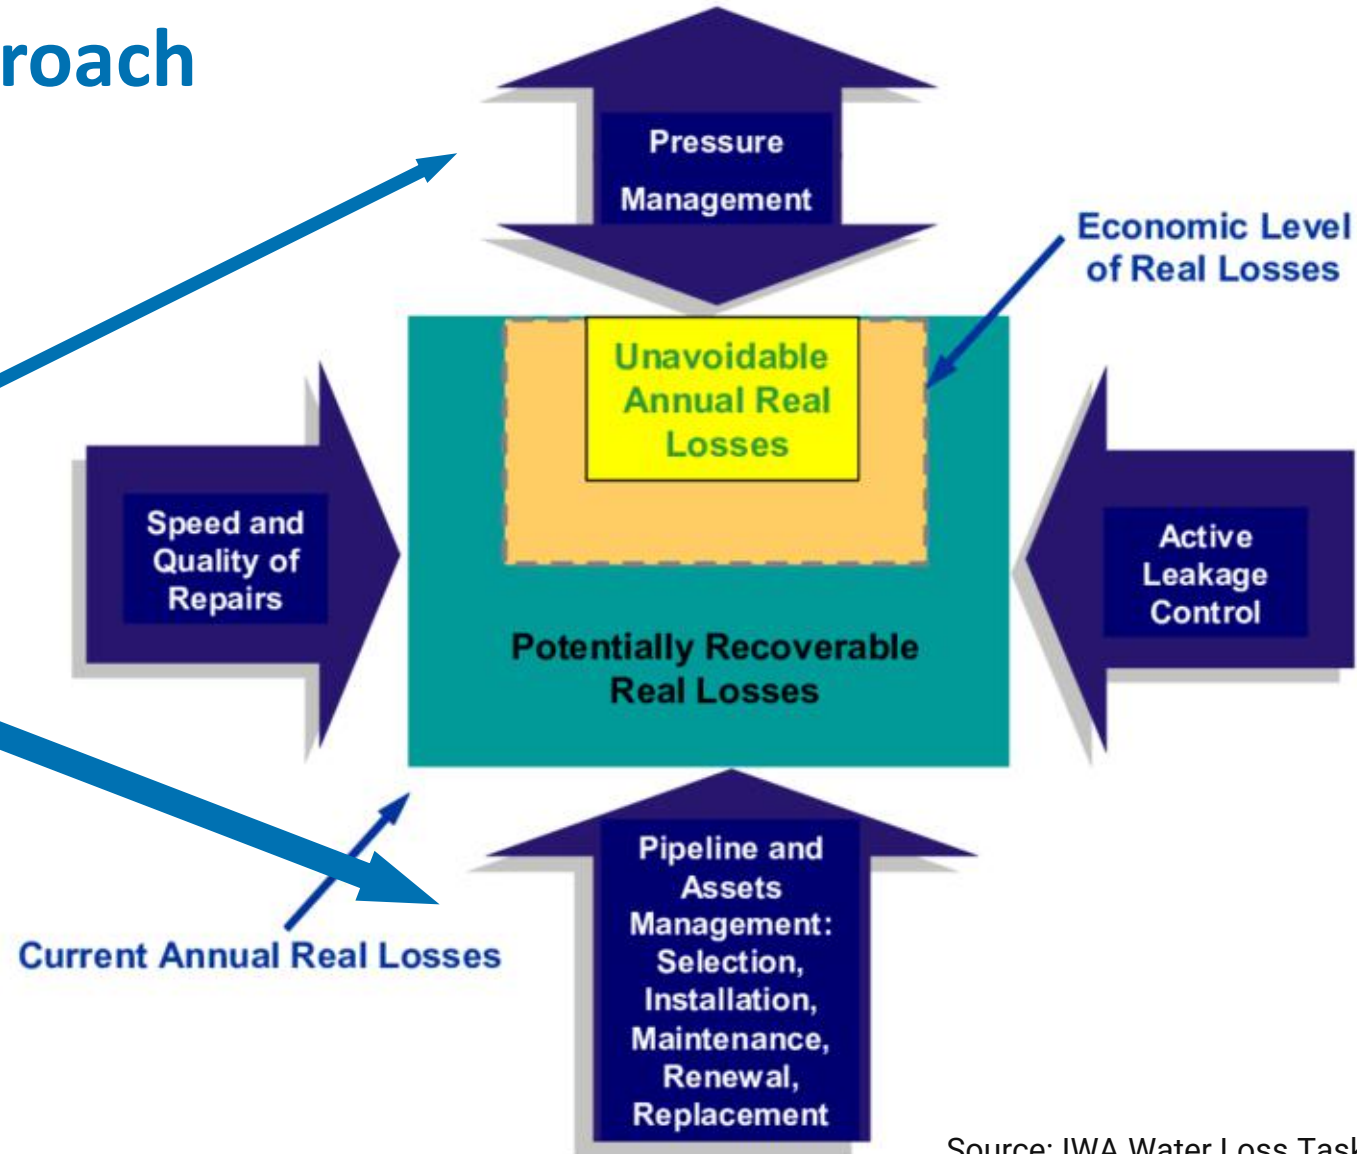 roach
Pressure
Management
Economic Level
of Real Losses
Unavoidable
Annual Real
Losses
Speed and
Quality of
Repairs
Active
Leakage
Control
Potentially Recoverable
Real Losses
Pipeline and
Assets
Management:
Selection,
Installation,
Maintenance,
Renewal,
Replacement
Current Annual Real Losses
Source: IWA Water Loss Task